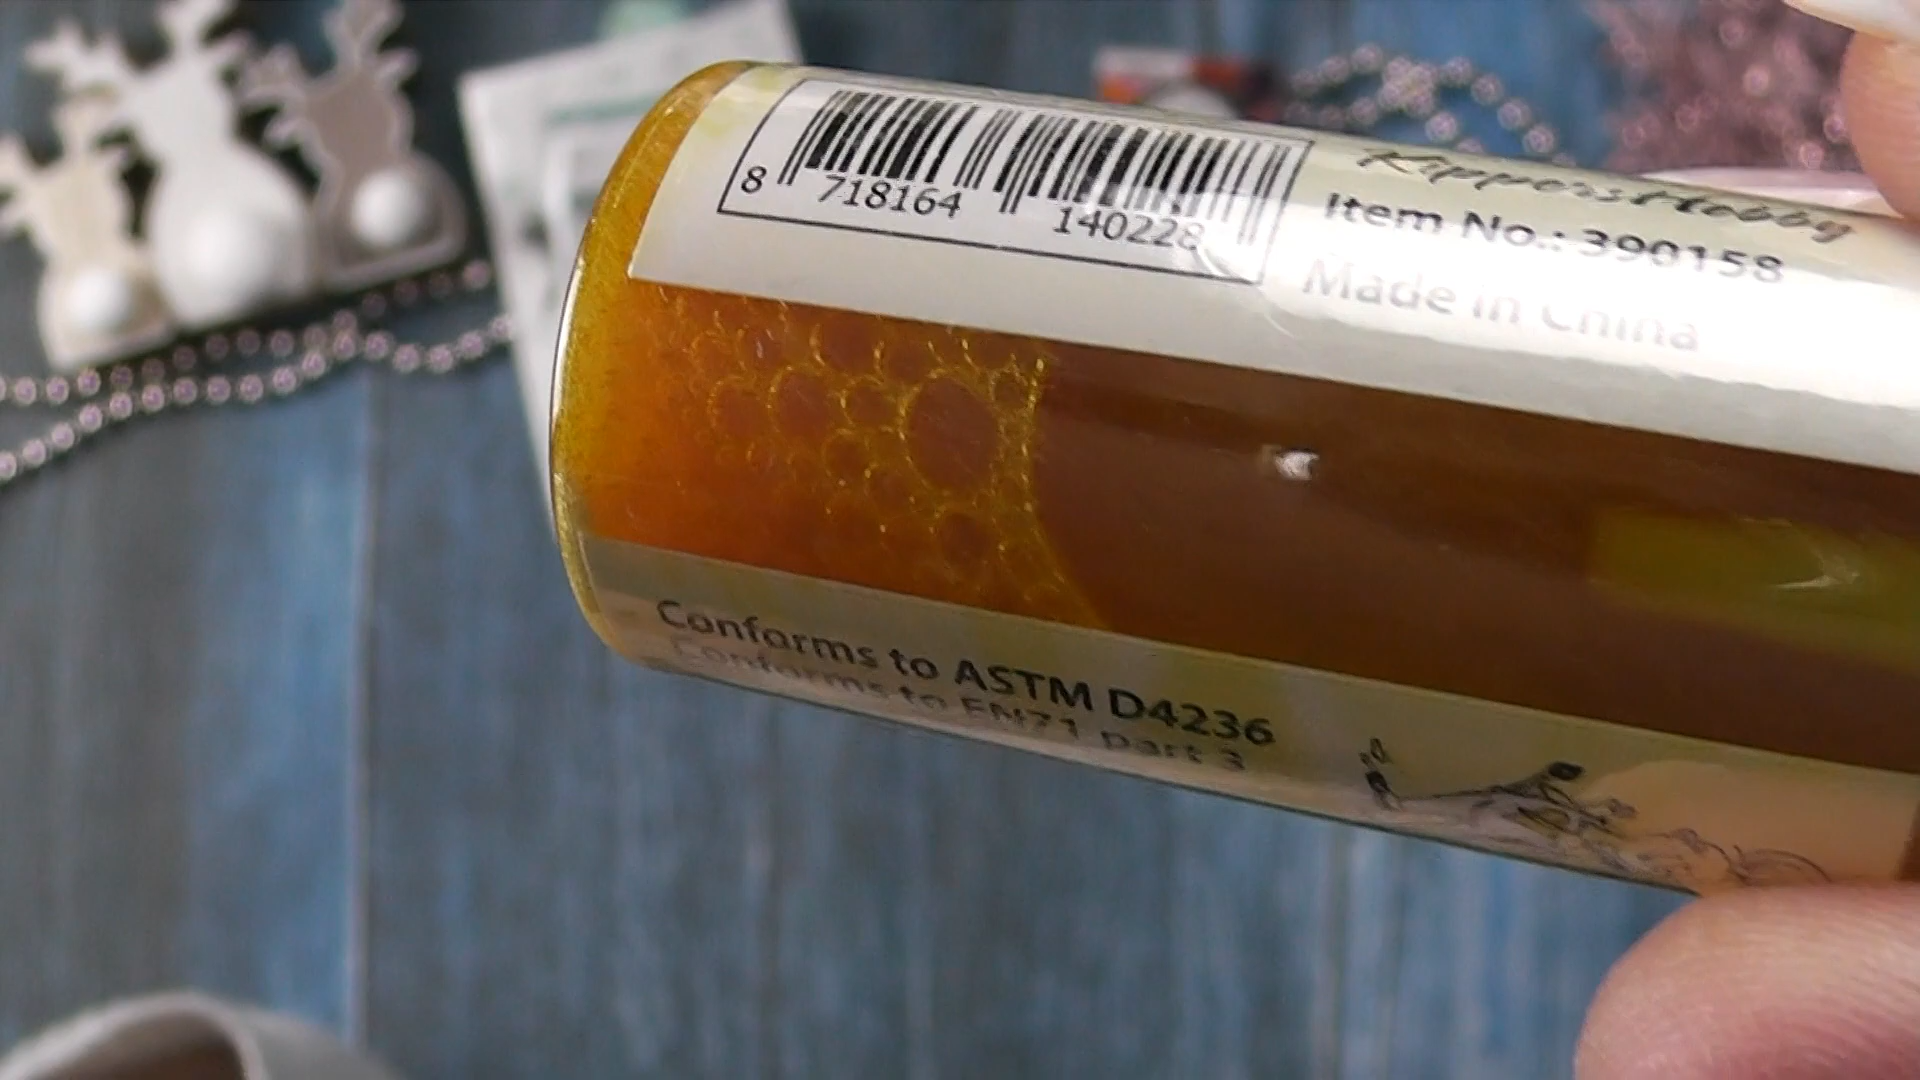 8 718164 140228
KippersHobby
Item No.: 390158
Made in China
Conforms to ASTM D4236
Conforms to EN71 part 3